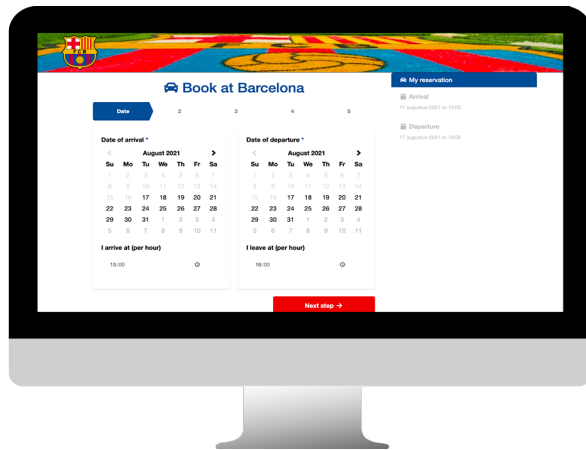 FCB
Book at Barcelona
Date 2 3 4 5
Date of arrival *
< August 2021 >
Su Mo Tu We Th Fr Sa
1 2 3 4 5 6 7
8 9 10 11 12 13 14
15 16 17 18 19 20 21
22 23 24 25 26 27 28
29 30 31 1 2 3 4
5 6 7 8 9 10 11
I arrive at (per hour)
15:00
Date of departure *
< August 2021 >
Su Mo Tu We Th Fr Sa
1 2 3 4 5 6 7
8 9 10 11 12 13 14
15 16 17 18 19 20 21
22 23 24 25 26 27 28
29 30 31 1 2 3 4
5 6 7 8 9 10 11
I leave at (per hour)
16:00
Next step →
My reservation
Arrival
17 augustus 2021 to 15:00
Departure
17 augustus 2021 to 16:00